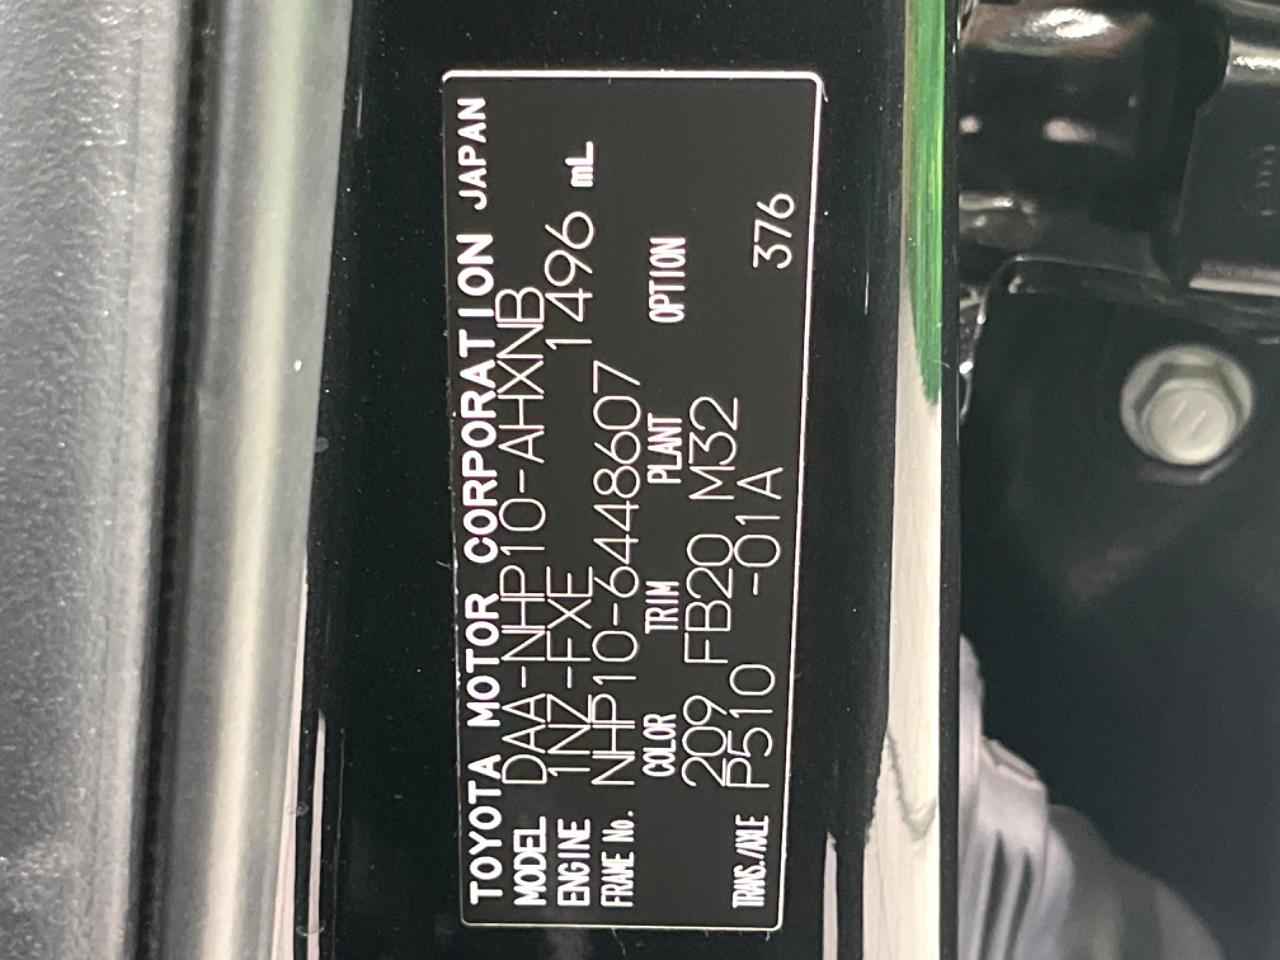 TOYOTA MOTOR CORPORATION JAPAN
MODEL DAA-NHP10-AHXNB
ENGINE 1NZ-FXE 1496 mL
FRAME No. NHP10-6448607
COLOR TRIM PLANT OPTION
209 FB20 M32
TRANS./AXLE P510 -01A 376